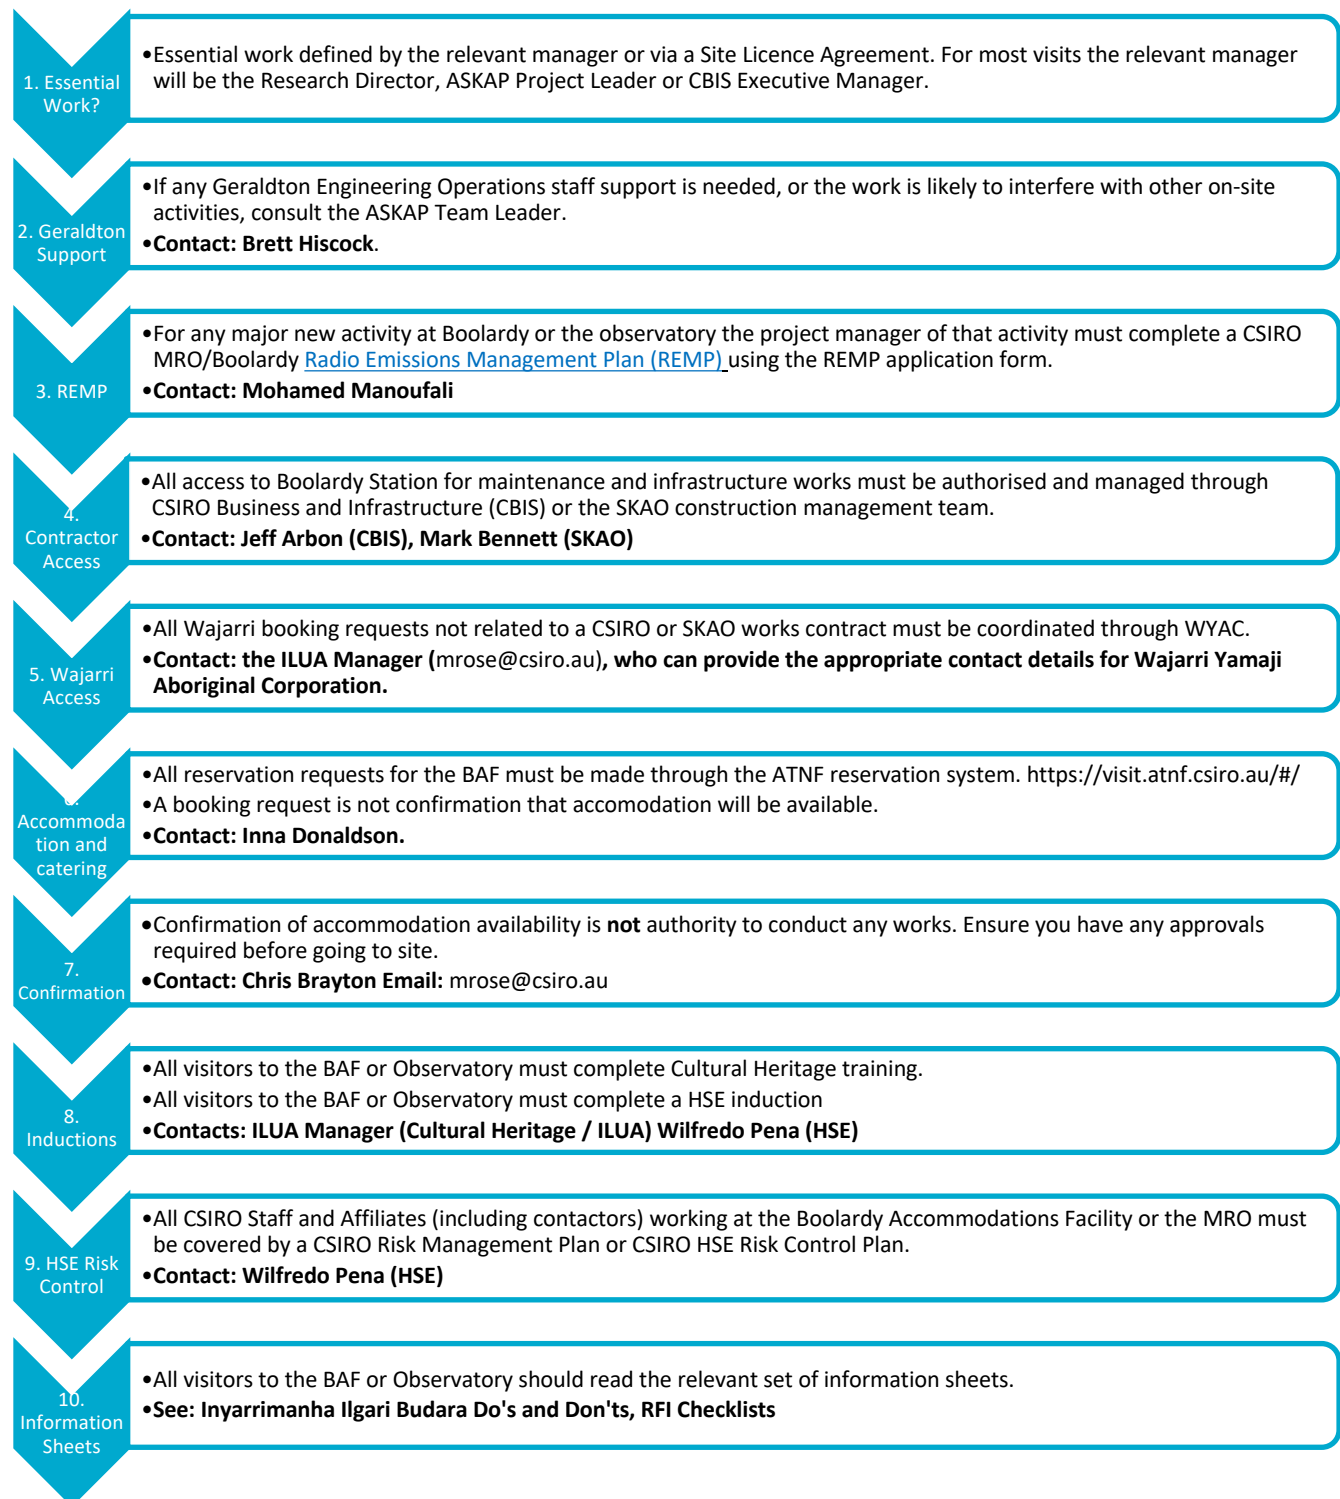 1. Essential
Work?
•Essential work defined by the relevant manager or via a Site Licence Agreement. For most visits the relevant manager
will be the Research Director, ASKAP Project Leader or CBIS Executive Manager.
2. Geraldton
Support
•If any Geraldton Engineering Operations staff support is needed, or the work is likely to interfere with other on-site
activities, consult the ASKAP Team Leader.
•Contact: Brett Hiscock.
3. REMP
•For any major new activity at Boolardy or the observatory the project manager of that activity must complete a CSIRO
MRO/Boolardy Radio Emissions Management Plan (REMP) using the REMP application form.
•Contact: Mohamed Manoufali
4.
Contractor
Access
•All access to Boolardy Station for maintenance and infrastructure works must be authorised and managed through
CSIRO Business and Infrastructure (CBIS) or the SKAO construction management team.
•Contact: Jeff Arbon (CBIS), Mark Bennett (SKAO)
5. Wajarri
Access
•All Wajarri booking requests not related to a CSIRO or SKAO works contract must be coordinated through WYAC.
•Contact: the ILUA Manager (mrose@csiro.au), who can provide the appropriate contact details for Wajarri Yamaji
Aboriginal Corporation.
Accommoda
tion and
catering
•All reservation requests for the BAF must be made through the ATNF reservation system. https://visit.atnf.csiro.au/#/
•A booking request is not confirmation that accomodation will be available.
•Contact: Inna Donaldson.
7.
Confirmation
•Confirmation of accommodation availability is not authority to conduct any works. Ensure you have any approvals
required before going to site.
•Contact: Chris Brayton Email: mrose@csiro.au
8.
Inductions
•All visitors to the BAF or Observatory must complete Cultural Heritage training.
•All visitors to the BAF or Observatory must complete a HSE induction
•Contacts: ILUA Manager (Cultural Heritage / ILUA) Wilfredo Pena (HSE)
9. HSE Risk
Control
•All CSIRO Staff and Affiliates (including contactors) working at the Boolardy Accommodations Facility or the MRO must
be covered by a CSIRO Risk Management Plan or CSIRO HSE Risk Control Plan.
•Contact: Wilfredo Pena (HSE)
10.
Information
Sheets
•All visitors to the BAF or Observatory should read the relevant set of information sheets.
•See: Inyarrimanha Ilgari Budara Do's and Don'ts, RFI Checklists